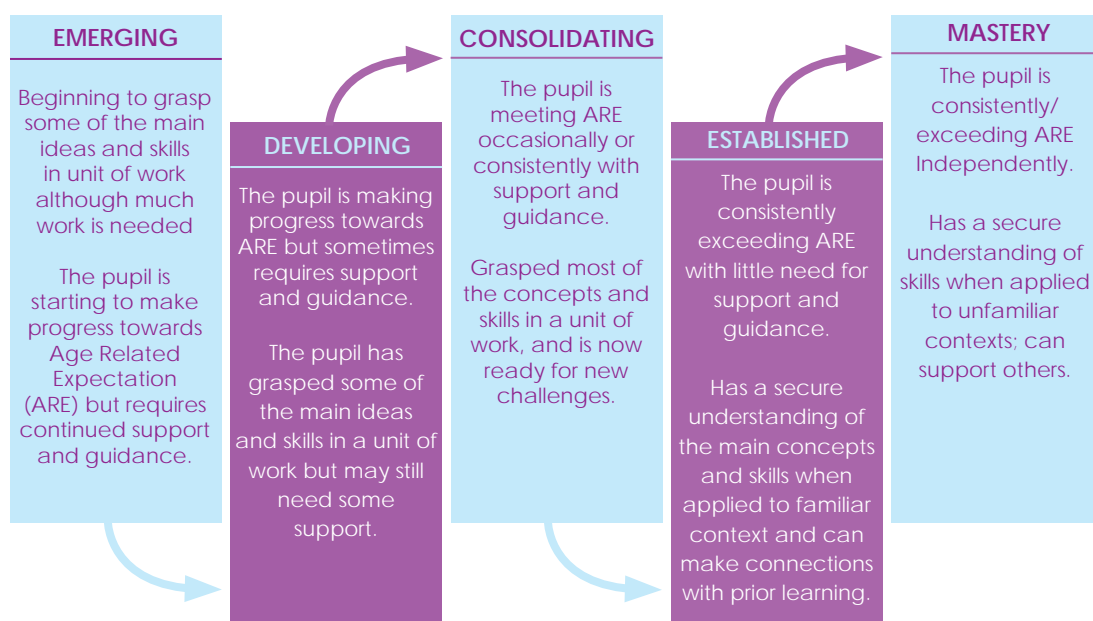 EMERGING
Beginning to grasp
some of the main
ideas and skills
in unit of work
although much
work is needed
The pupil is
starting to make
progress towards
Age Related
Expectation
(ARE) but requires
continued support
and guidance.
DEVELOPING
The pupil is making
progress towards
ARE but sometimes
requires support
and guidance.
The pupil has
grasped some of
the main ideas
and skills in a unit of
work but may still
need some
support.
CONSOLIDATING
The pupil is
meeting ARE
occasionally or
consistently with
support and
guidance.
Grasped most of
the concepts and
skills in a unit of
work, and is now
ready for new
challenges.
ESTABLISHED
The pupil is
consistently
exceeding ARE
with little need for
support and
guidance.
Has a secure
understanding of
the main concepts
and skills when
applied to familiar
context and can
make connections
with prior learning.
MASTERY
The pupil is
consistently/
exceeding ARE
Independently.
Has a secure
understanding of
skills when applied
to unfamiliar
contexts; can
support others.